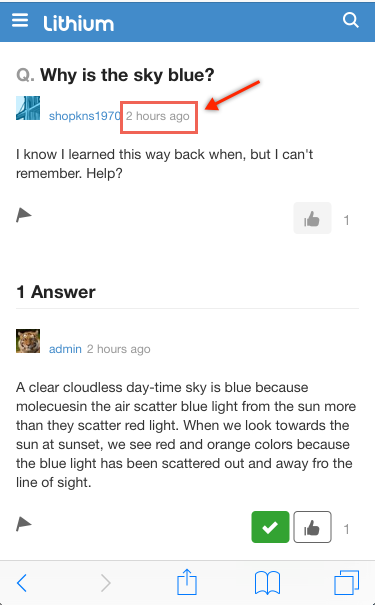 Lithium
Q. Why is the sky blue?
shopkns1970 2 hours ago
I know I learned this way back when, but I can't
remember. Help?
1
1 Answer
admin 2 hours ago
A clear cloudless day-time sky is blue because
molecuesin the air scatter blue light from the sun more
than they scatter red light. When we look towards the
sun at sunset, we see red and orange colors because
the blue light has been scattered out and away fro the
line of sight.
1